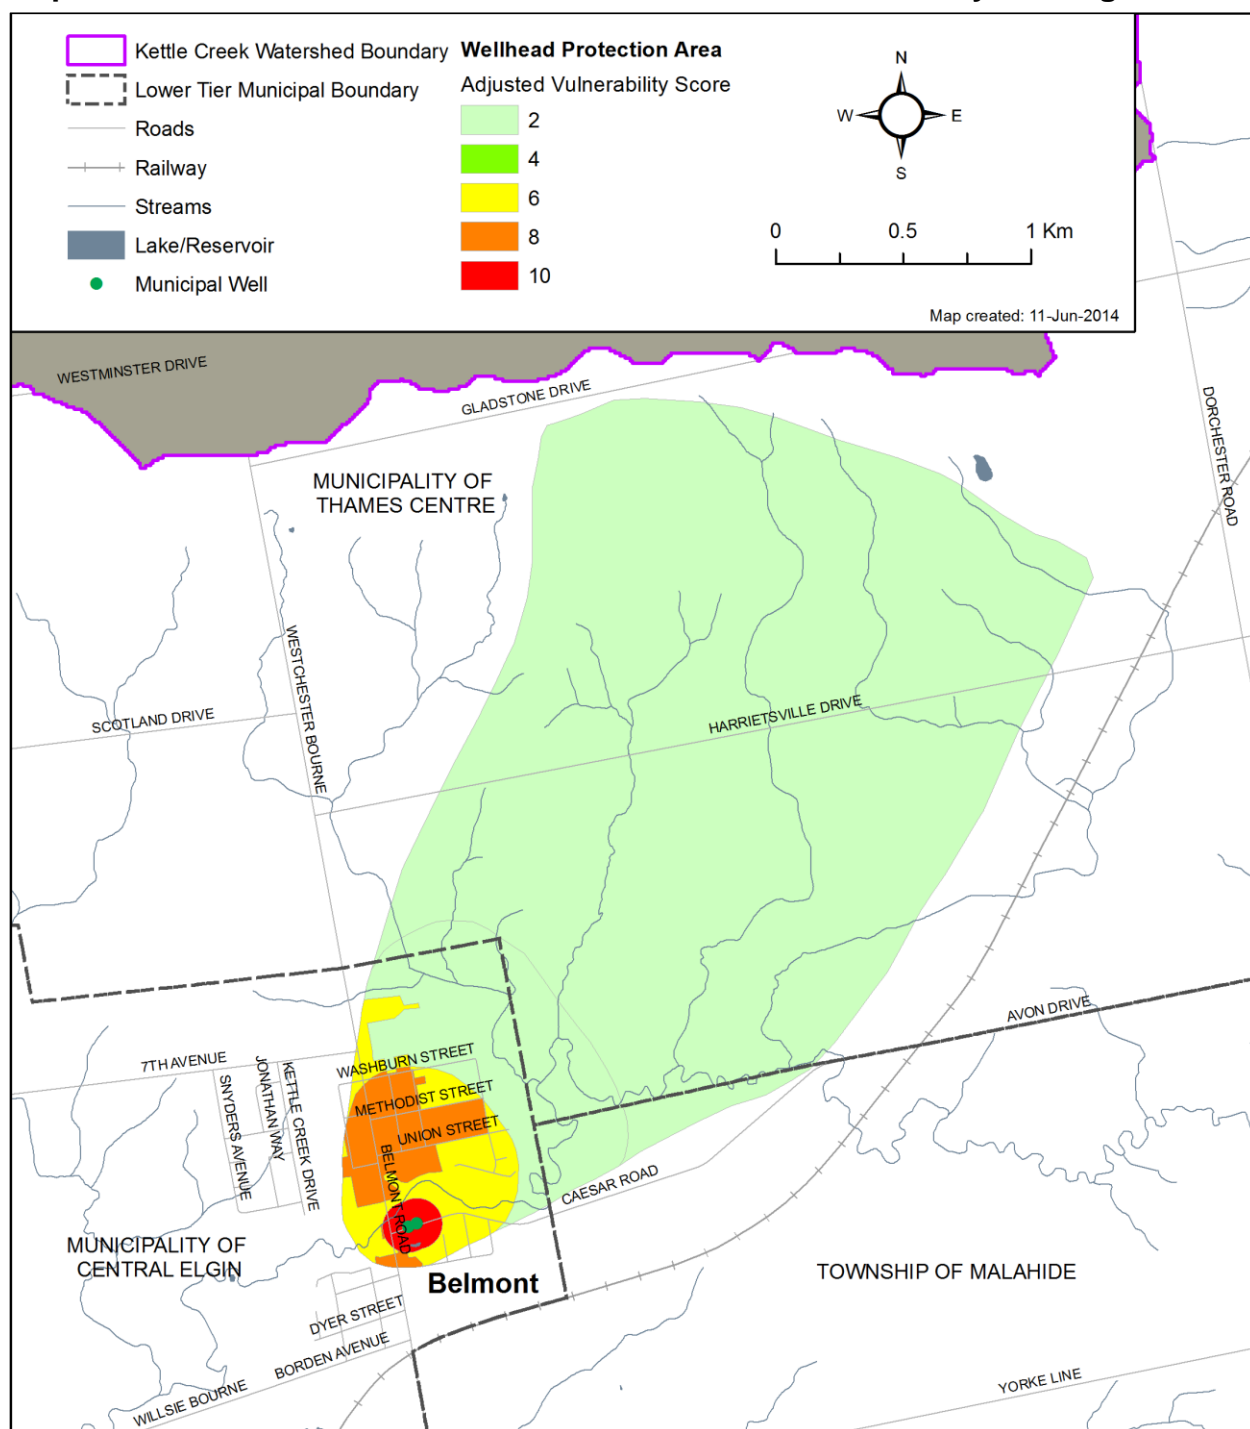 Kettle Creek Watershed Boundary
Lower Tier Municipal Boundary
Roads
Railway
Streams
Lake/Reservoir
Municipal Well
Wellhead Protection Area
Adjusted Vulnerability Score
2
4
6
8
10
N
W E
S
0 0.5 1 Km
Map created: 11-Jun-2014
WESTMINSTER DRIVE
GLADSTONE DRIVE
DORCHESTER ROAD
MUNICIPALITY OF
THAMES CENTRE
WESTCHESTER BOURNE
SCOTLAND DRIVE
HARRIETSVILLE DRIVE
AVON DRIVE
7TH AVENUE
WASHBURN STREET
SNYDERS AVENUE
JONATHAN WAY
KETTLE CREEK DRIVE
METHODIST STREET
UNION STREET
BELMONT ROAD
CAESAR ROAD
MUNICIPALITY OF
CENTRAL ELGIN
Belmont
TOWNSHIP OF MALAHIDE
DYER STREET
BORDEN AVENUE
WILLSIE BOURNE
YORKE LINE